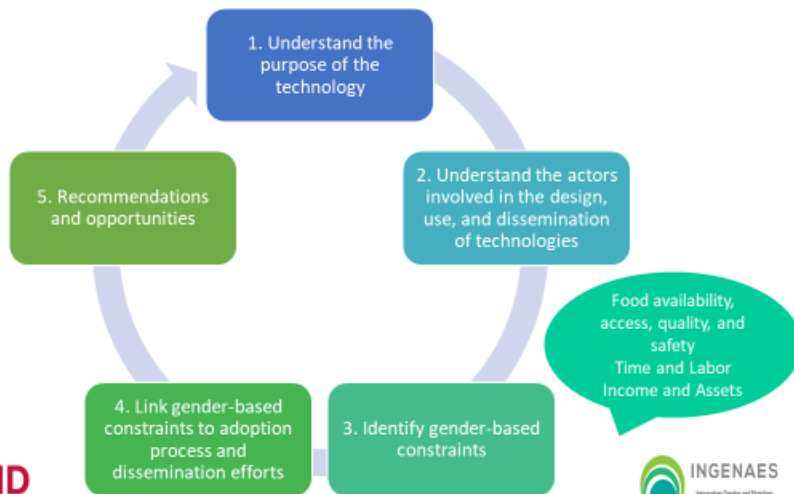 1. Understand the
purpose of the
technology
2. Understand the actors
involved in the design,
use, and dissemination
of technologies
5. Recommendations
and opportunities
Food availability,
access, quality, and
safety
Time and Labor
Income and Assets
4. Link gender-based
constraints to adoption
process and
dissemination efforts
3. Identify gender-based
constraints
ID
INGENAES